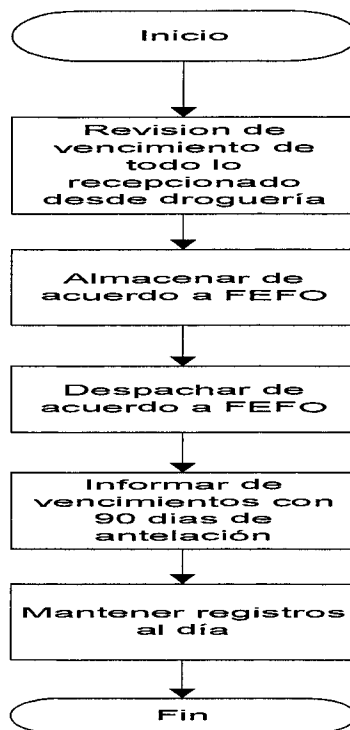 Inicio
Revision de
vencimiento de
todo lo
recepcionado
desde droguería
Almacenar de
acuerdo a FEFO
Despachar de
acuerdo a FEFO
Informar de
vencimientos con
90 dias de
antelación
Mantener registros
al día
Fin